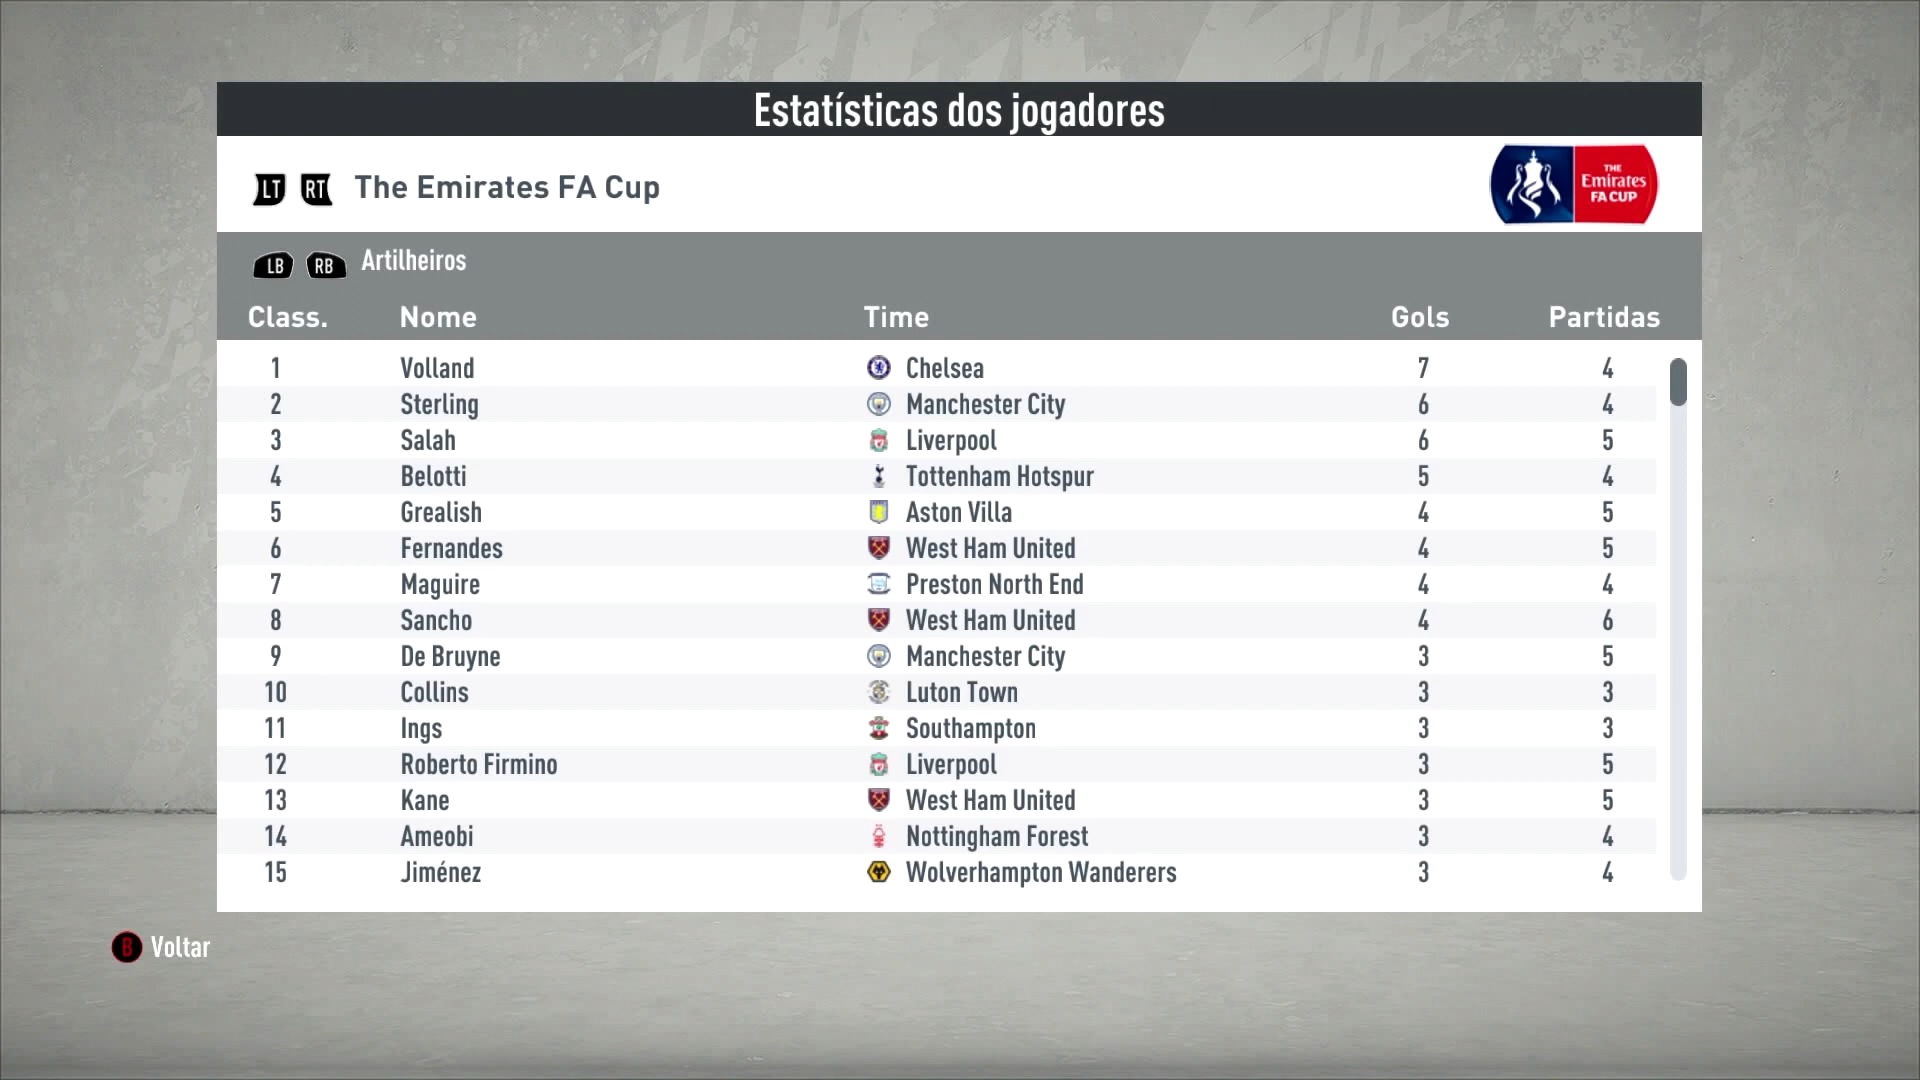 Estatísticas dos jogadores
LT RT The Emirates FA Cup
THE
Emirates
FA CUP
LB RB Artilheiros
Class. Nome Time Gols Partidas
1 Volland Chelsea 7 4
2 Sterling Manchester City 6 4
3 Salah Liverpool 6 5
4 Belotti Tottenham Hotspur 5 4
5 Grealish Aston Villa 4 5
6 Fernandes West Ham United 4 5
7 Maguire Preston North End 4 4
8 Sancho West Ham United 4 6
9 De Bruyne Manchester City 3 5
10 Collins Luton Town 3 3
11 Ings Southampton 3 3
12 Roberto Firmino Liverpool 3 5
13 Kane West Ham United 3 5
14 Ameobi Nottingham Forest 3 4
15 Jiménez Wolverhampton Wanderers 3 4
B Voltar